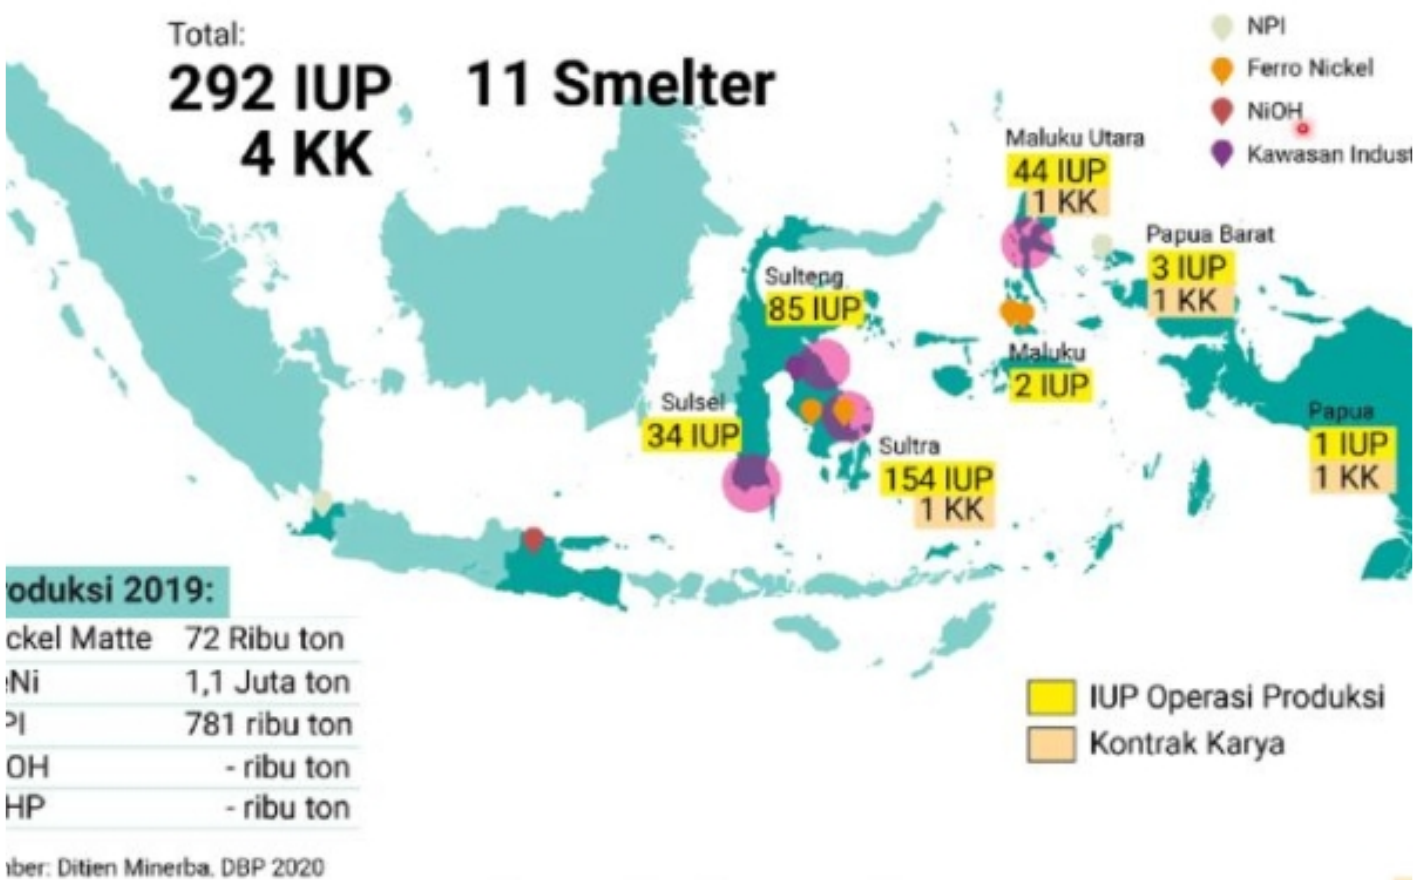 Total:
292 IUP
4 KK
11 Smelter
NPI
Ferro Nickel
NiOH
Kawasan Indust
Maluku Utara
44 IUP
1 KK
Papua Barat
3 IUP
1 KK
Sulteng
85 IUP
Maluku
2 IUP
Sulsel
34 IUP
Sultra
154 IUP
1 KK
Papua
1 IUP
1 KK
oduksi 2019:
ckel Matte 72 Ribu ton
Ni 1,1 Juta ton
PI 781 ribu ton
OH - ribu ton
HP - ribu ton
IUP Operasi Produksi
Kontrak Karya
nber: Ditjen Minerba, DBP 2020